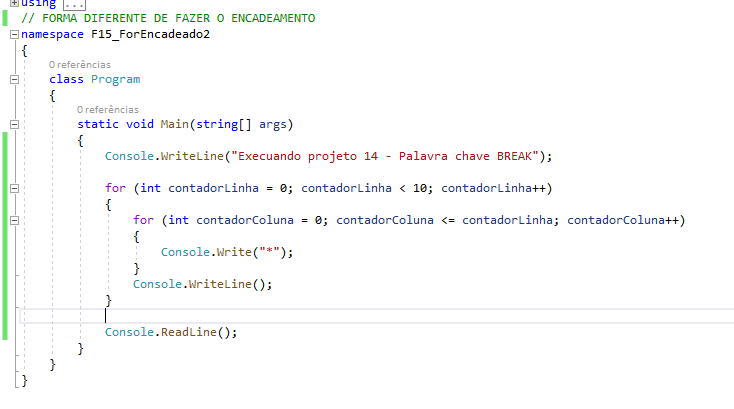 using ...
// FORMA DIFERENTE DE FAZER O ENCADEAMENTO
namespace F15_ForEncadeado2
{
0 referências
class Program
{
0 referências
static void Main(string[] args)
{
Console.WriteLine("Execuando projeto 14 - Palavra chave BREAK");
for (int contadorLinha = 0; contadorLinha < 10; contadorLinha++)
{
for (int contadorColuna = 0; contadorColuna <= contadorLinha; contadorColuna++)
{
Console.Write("*");
}
Console.WriteLine();
}
Console.ReadLine();
}
}
}